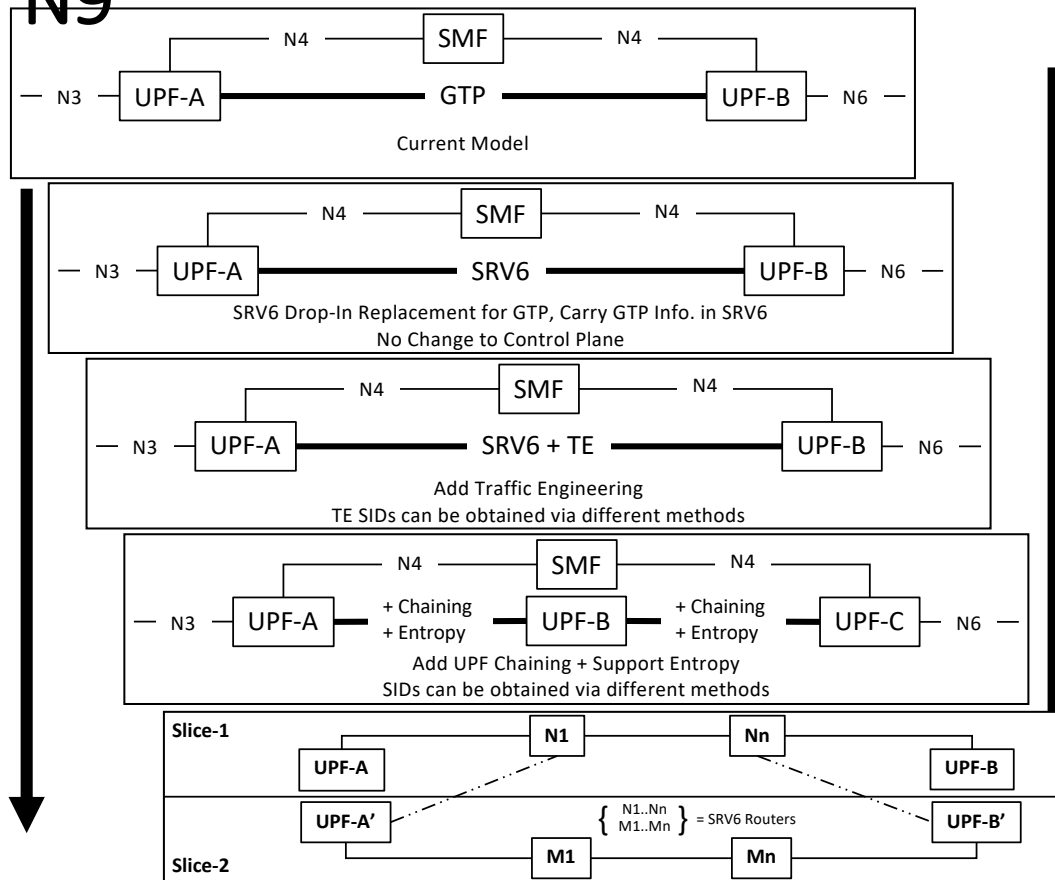 N9
N4 SMF N4
N3 UPF-A GTP UPF-B N6
Current Model
N4 SMF N4
N3 UPF-A SRV6 UPF-B N6
SRV6 Drop-In Replacement for GTP, Carry GTP Info. in SRV6
No Change to Control Plane
N4 SMF N4
N3 UPF-A SRV6 + TE UPF-B N6
Add Traffic Engineering
TE SIDs can be obtained via different methods
N4 SMF N4
+ Chaining + Chaining
N3 UPF-A UPF-B UPF-C N6
+ Entropy + Entropy
Add UPF Chaining + Support Entropy
SIDs can be obtained via different methods
Slice-1 N1 Nn
UPF-A UPF-B
UPF-A’ { N1..Nn M1..Mn } = SRV6 Routers UPF-B’
Slice-2 M1 Mn